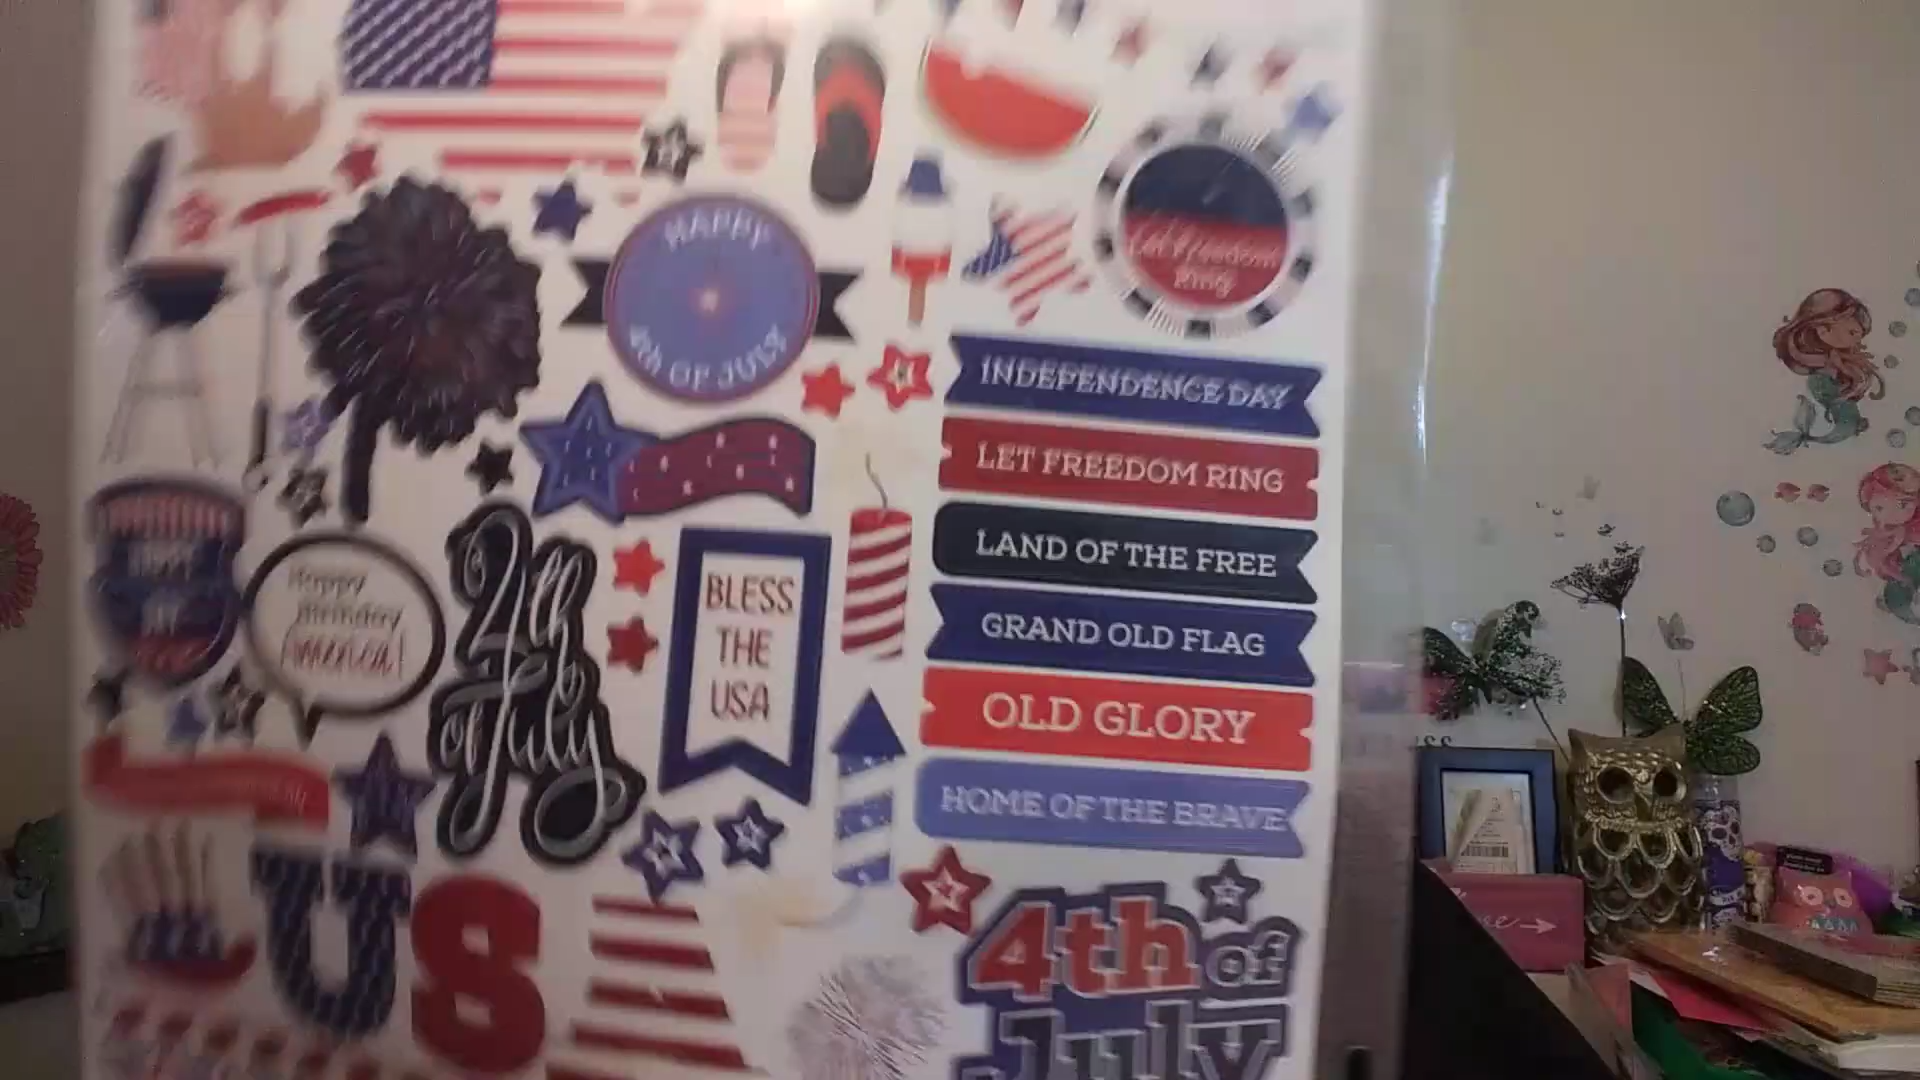 Let Freedom
Ring
HAPPY
4th OF JULY
INDEPENDENCE DAY
LET FREEDOM RING
LAND OF THE FREE
GRAND OLD FLAG
OLD GLORY
HOME OF THE BRAVE
HAPPY
Happy
Birthday
America!
4th
of July
BLESS
THE
USA
US
4th of
July